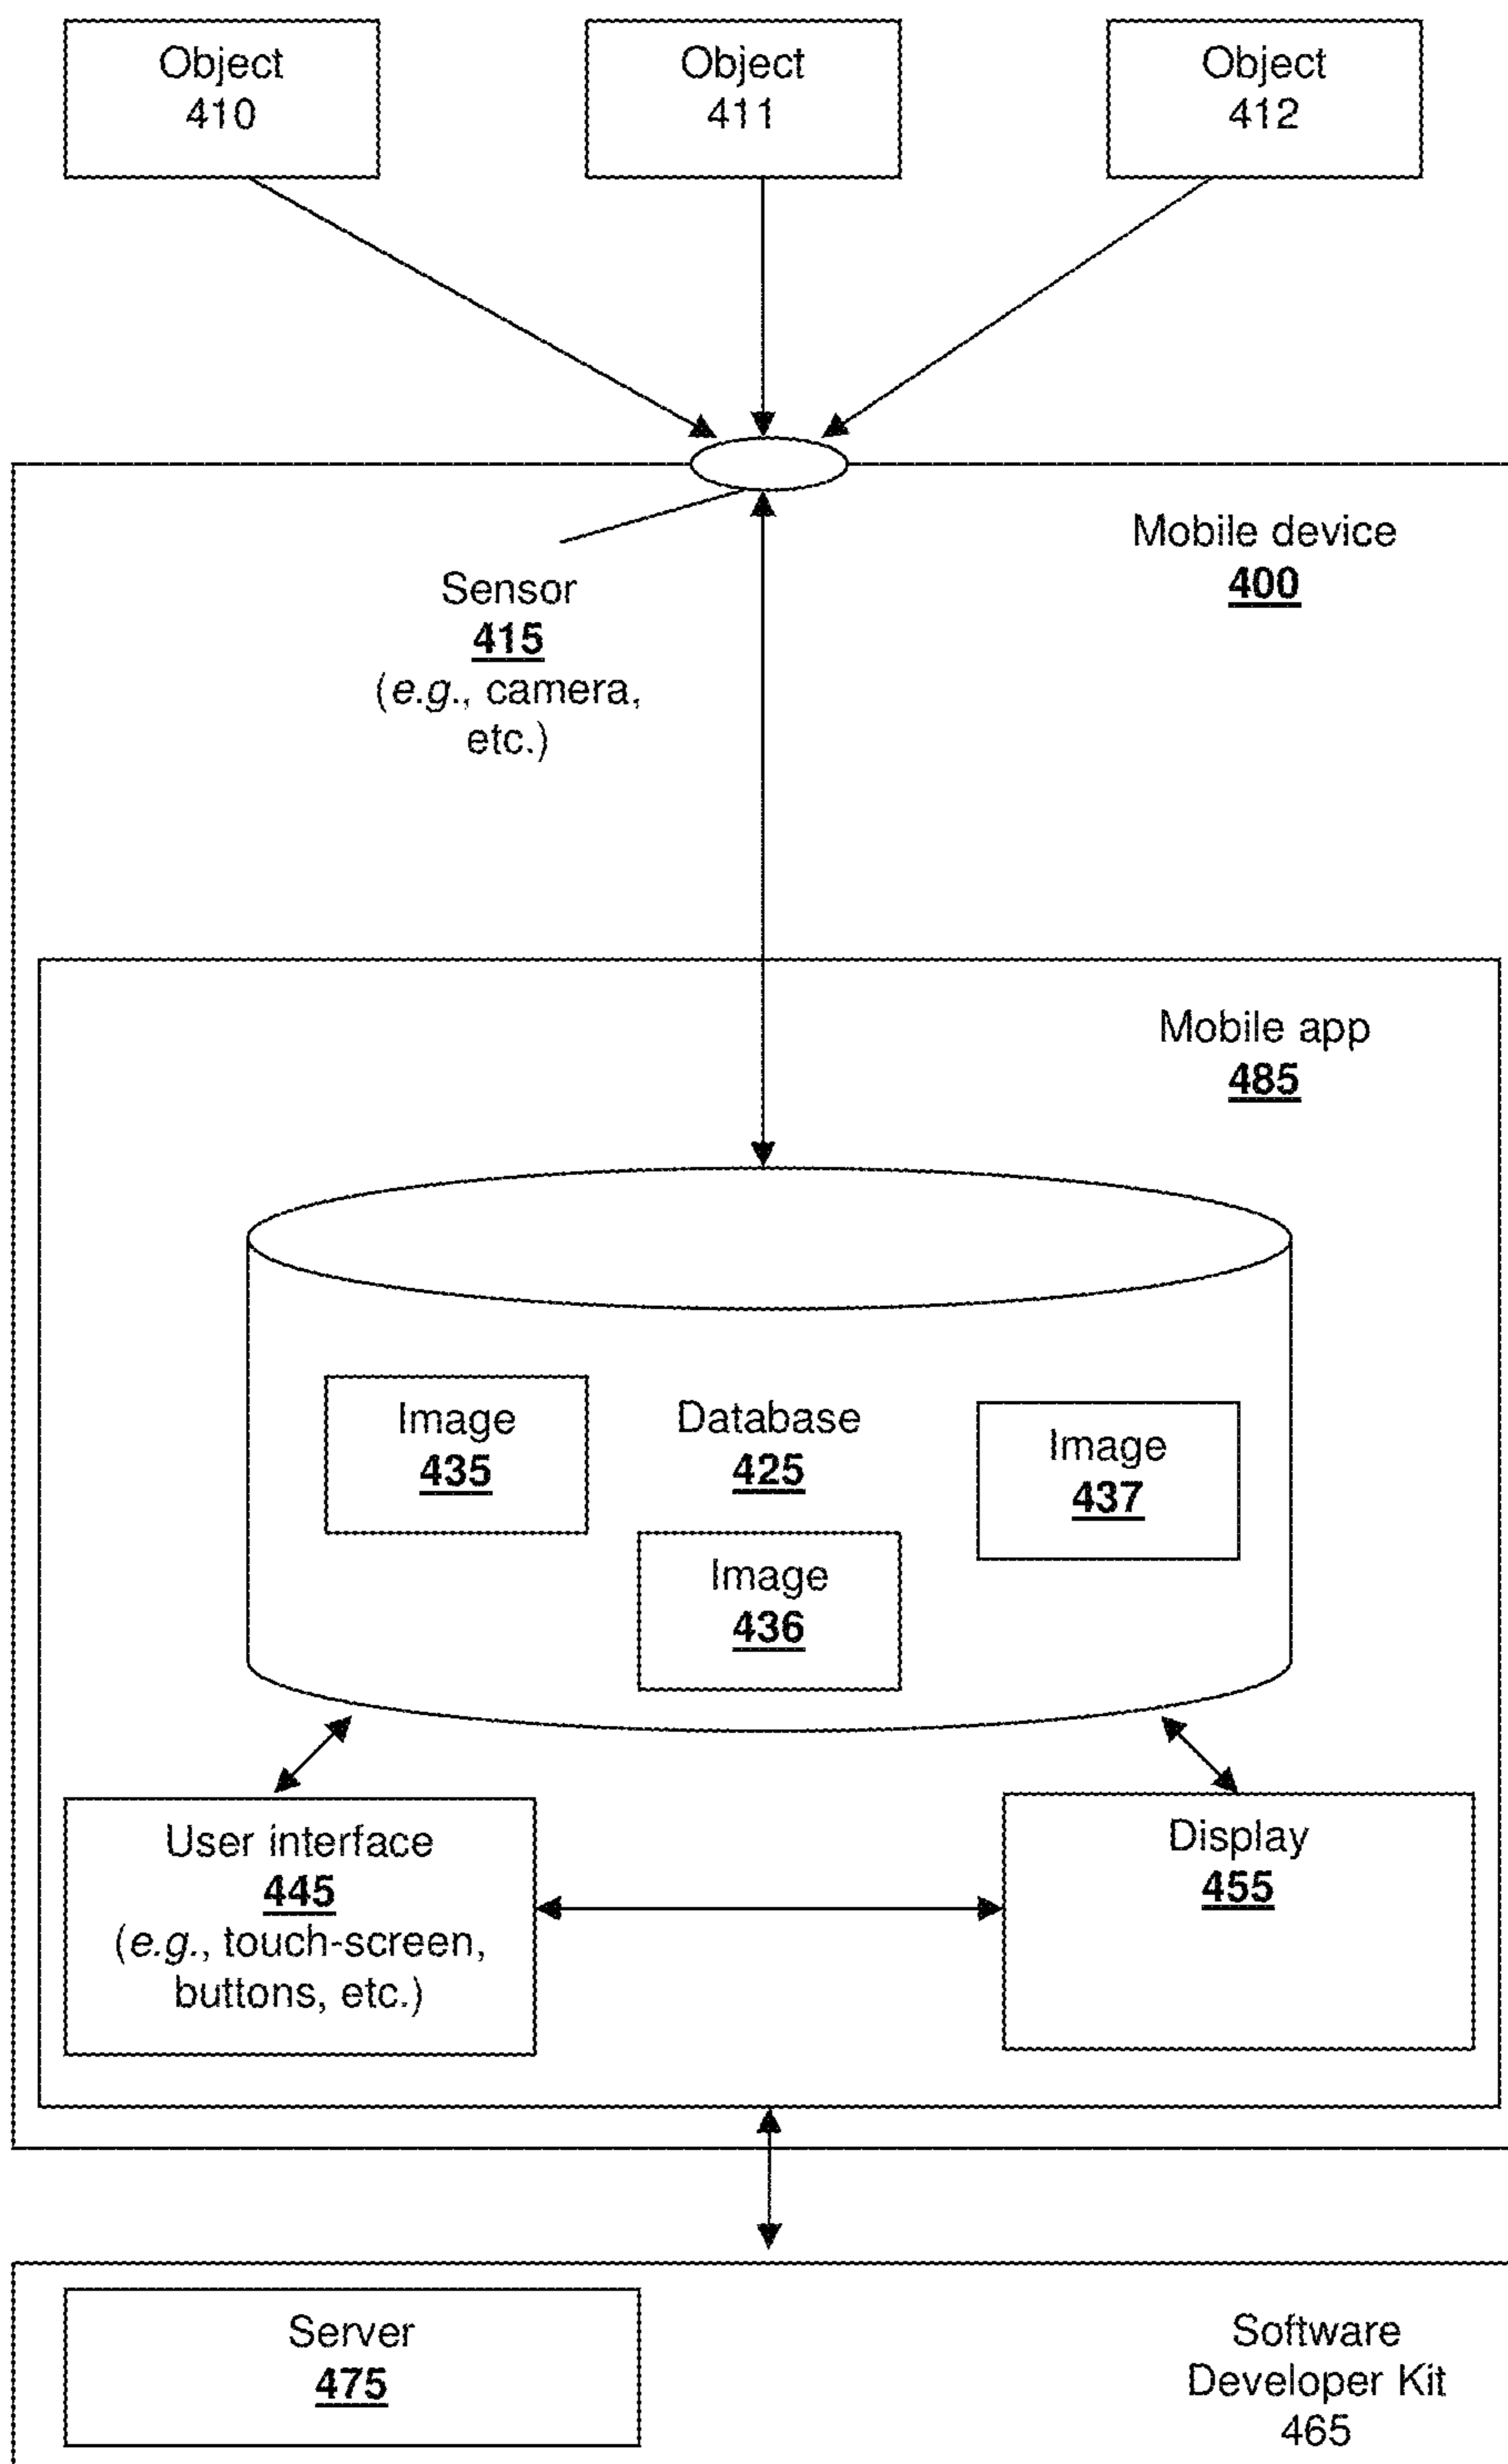 Object
410
Object
411
Object
412
Mobile device
400
Sensor
415
(e.g., camera,
etc.)
Mobile app
485
Image
435
Database
425
Image
437
Image
436
User interface
445
(e.g., touch-screen,
buttons, etc.)
Display
455
Server
475
Software
Developer Kit
465